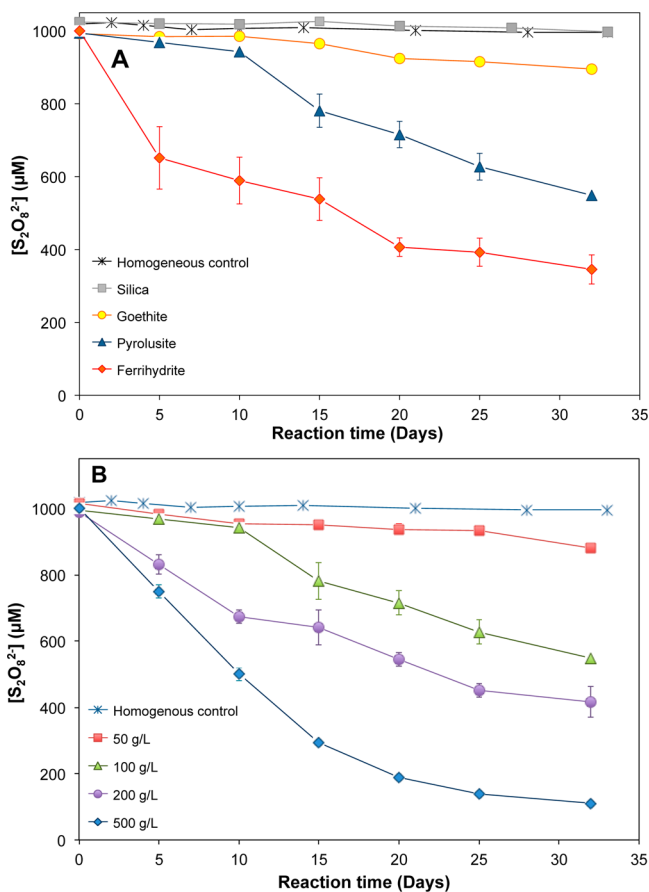 A
1000
800
600
400
200
0
[S₂O₈²⁻] (μM)
Homogeneous control
Silica
Goethite
Pyrolusite
Ferrihydrite
0 5 10 15 20 25 30 35
Reaction time (Days)
B
1000
800
600
400
200
0
[S₂O₈²⁻] (μM)
Homogenous control
50 g/L
100 g/L
200 g/L
500 g/L
0 5 10 15 20 25 30 35
Reaction time (Days)